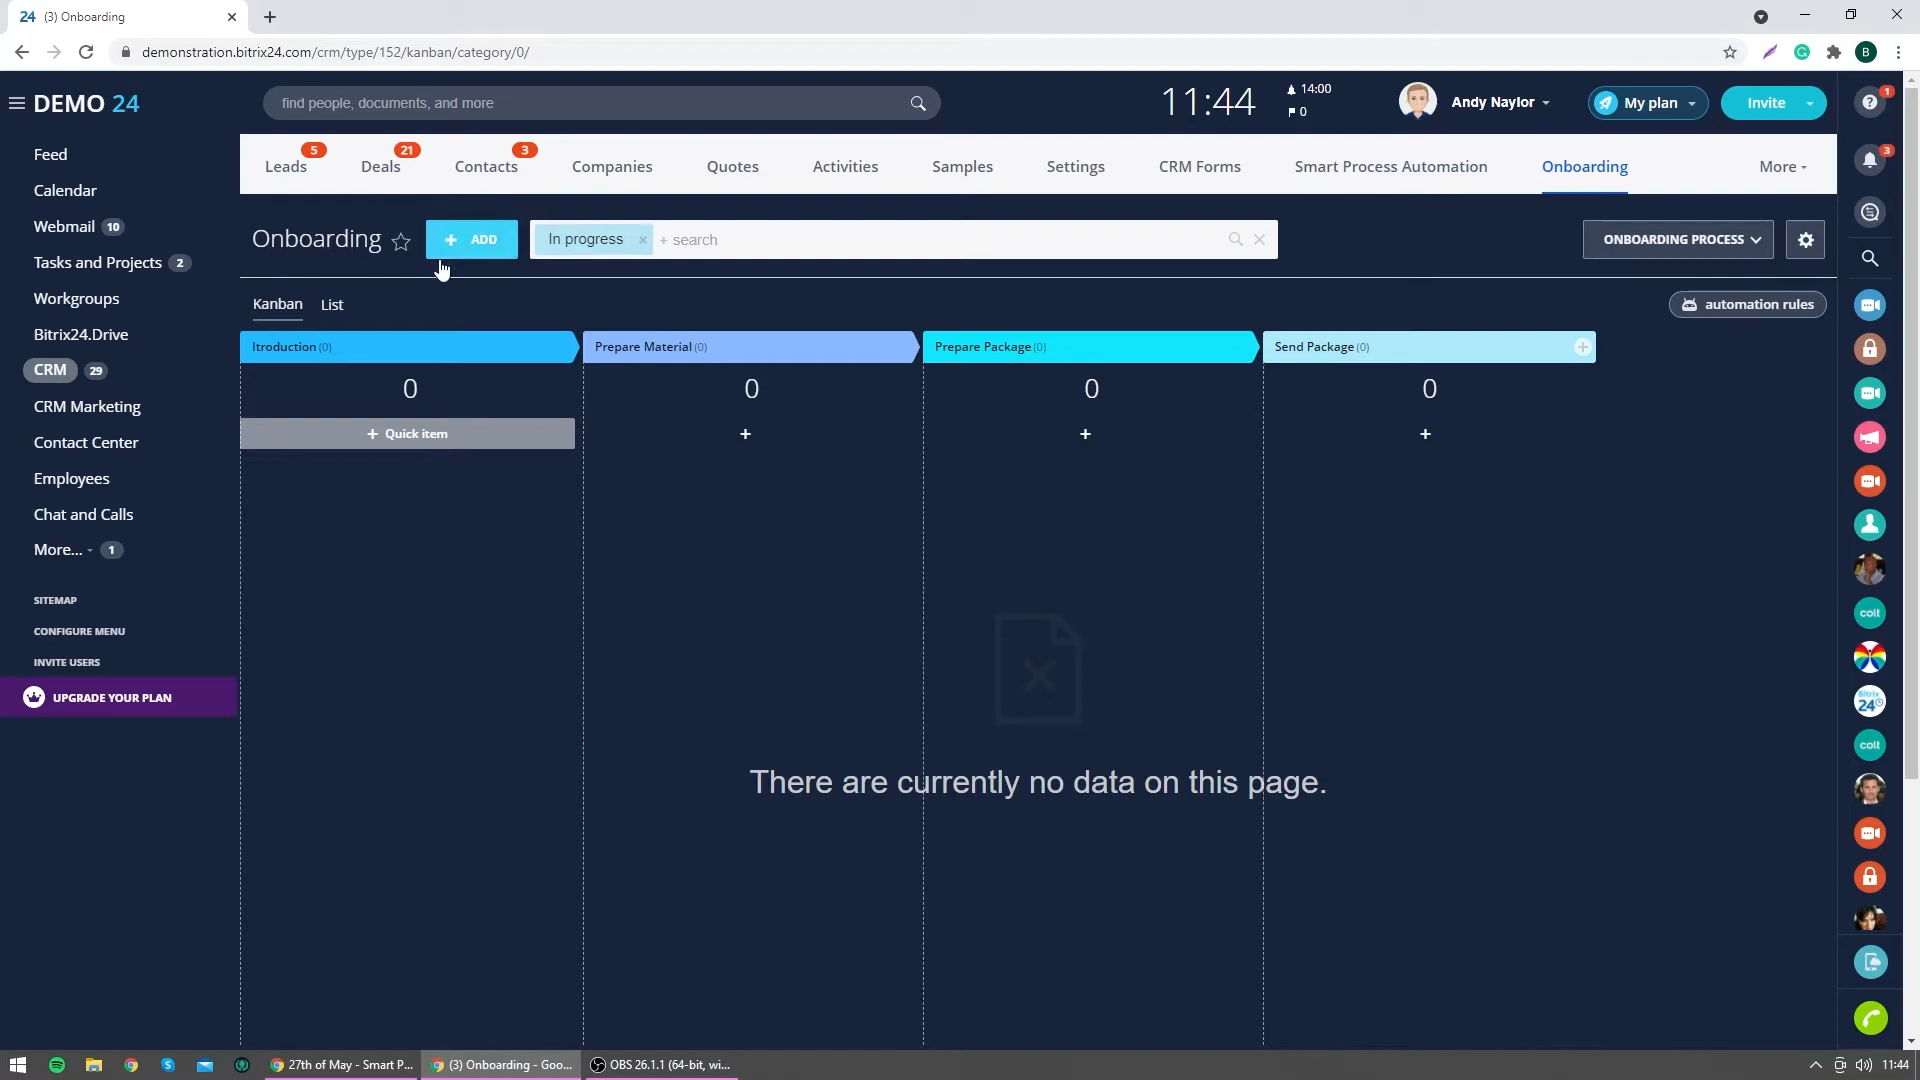 24 (3) Onboarding
demonstration.bitrix24.com/crm/type/152/kanban/category/0/
B
DEMO 24
find people, documents, and more
11:44
14:00
0
Andy Naylor
My plan
Invite
1
Feed
Calendar
Webmail 10
Tasks and Projects 2
Workgroups
Bitrix24.Drive
CRM 29
CRM Marketing
Contact Center
Employees
Chat and Calls
More... 1
SITEMAP
CONFIGURE MENU
INVITE USERS
UPGRADE YOUR PLAN
Leads 5
Deals 21
Contacts 3
Companies
Quotes
Activities
Samples
Settings
CRM Forms
Smart Process Automation
Onboarding
More
3
Onboarding
+ ADD
In progress × + search
ONBOARDING PROCESS
Kanban List
automation rules
Itroduction (0)
Prepare Material (0)
Prepare Package (0)
Send Package (0)
0
0
0
0
+ Quick item
+
+
+
There are currently no data on this page.
colt
Bitrix 24
colt
27th of May - Smart P...
(3) Onboarding - Goo...
OBS 26.1.1 (64-bit, wi...
11:44